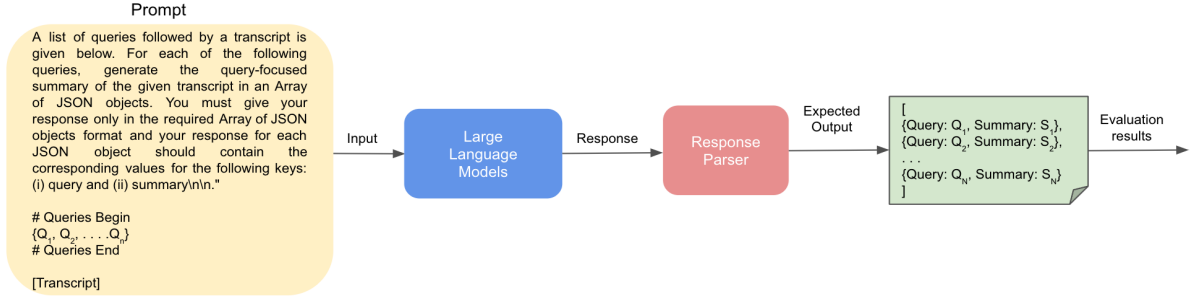 Prompt
A list of queries followed by a transcript is
given below. For each of the following
queries, generate the query-focused
summary of the given transcript in an Array
of JSON objects. You must give your
response only in the required Array of JSON
objects format and your response for each
JSON object should contain the
corresponding values for the following keys:
(i) query and (ii) summary\n\n."
# Queries Begin
{Q1, Q2, . . . .Qn}
# Queries End
[Transcript]
Input
Large
Language
Models
Response
Response
Parser
Expected
Output
[
{Query: Q1, Summary: S1},
{Query: Q2, Summary: S2},
. . .
{Query: QN, Summary: SN}
]
Evaluation
results